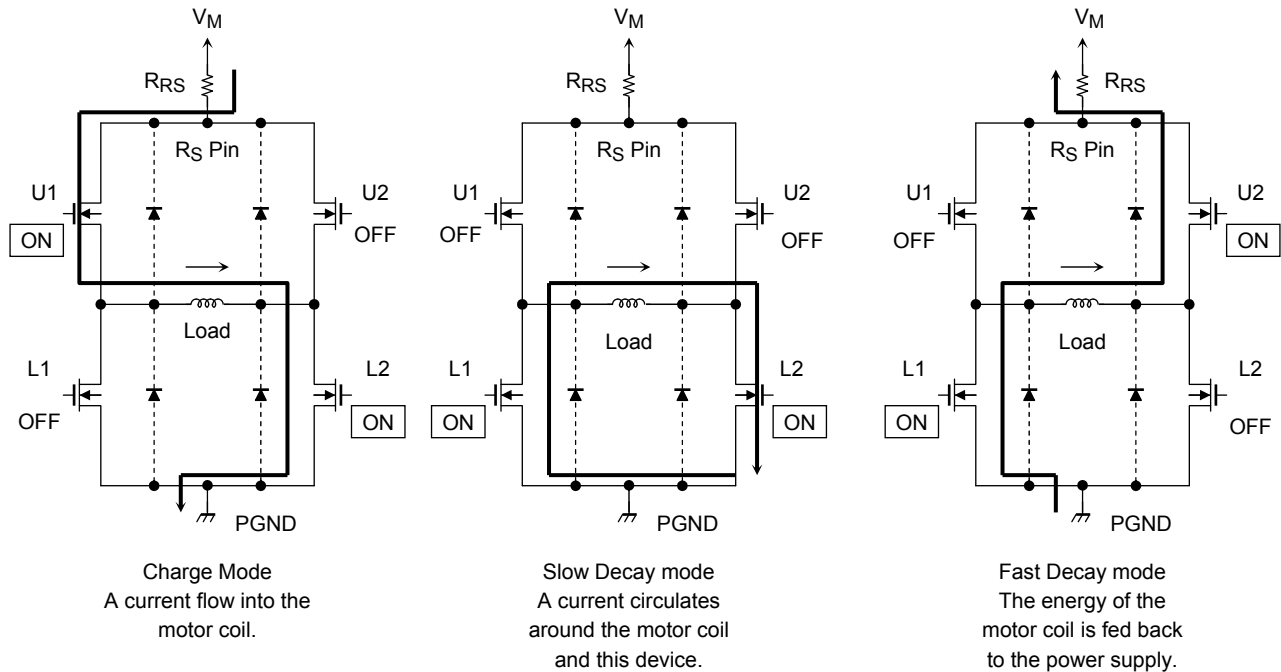 VM
RRS
RS Pin
U1
ON
U2
OFF
Load
L1
OFF
L2
ON
PGND
Charge Mode
A current flow into the
motor coil.
VM
RRS
RS Pin
U1
OFF
U2
OFF
Load
L1
ON
L2
ON
PGND
Slow Decay mode
A current circulates
around the motor coil
and this device.
VM
RRS
RS Pin
U1
OFF
U2
ON
Load
L1
ON
L2
OFF
PGND
Fast Decay mode
The energy of the
motor coil is fed back
to the power supply.